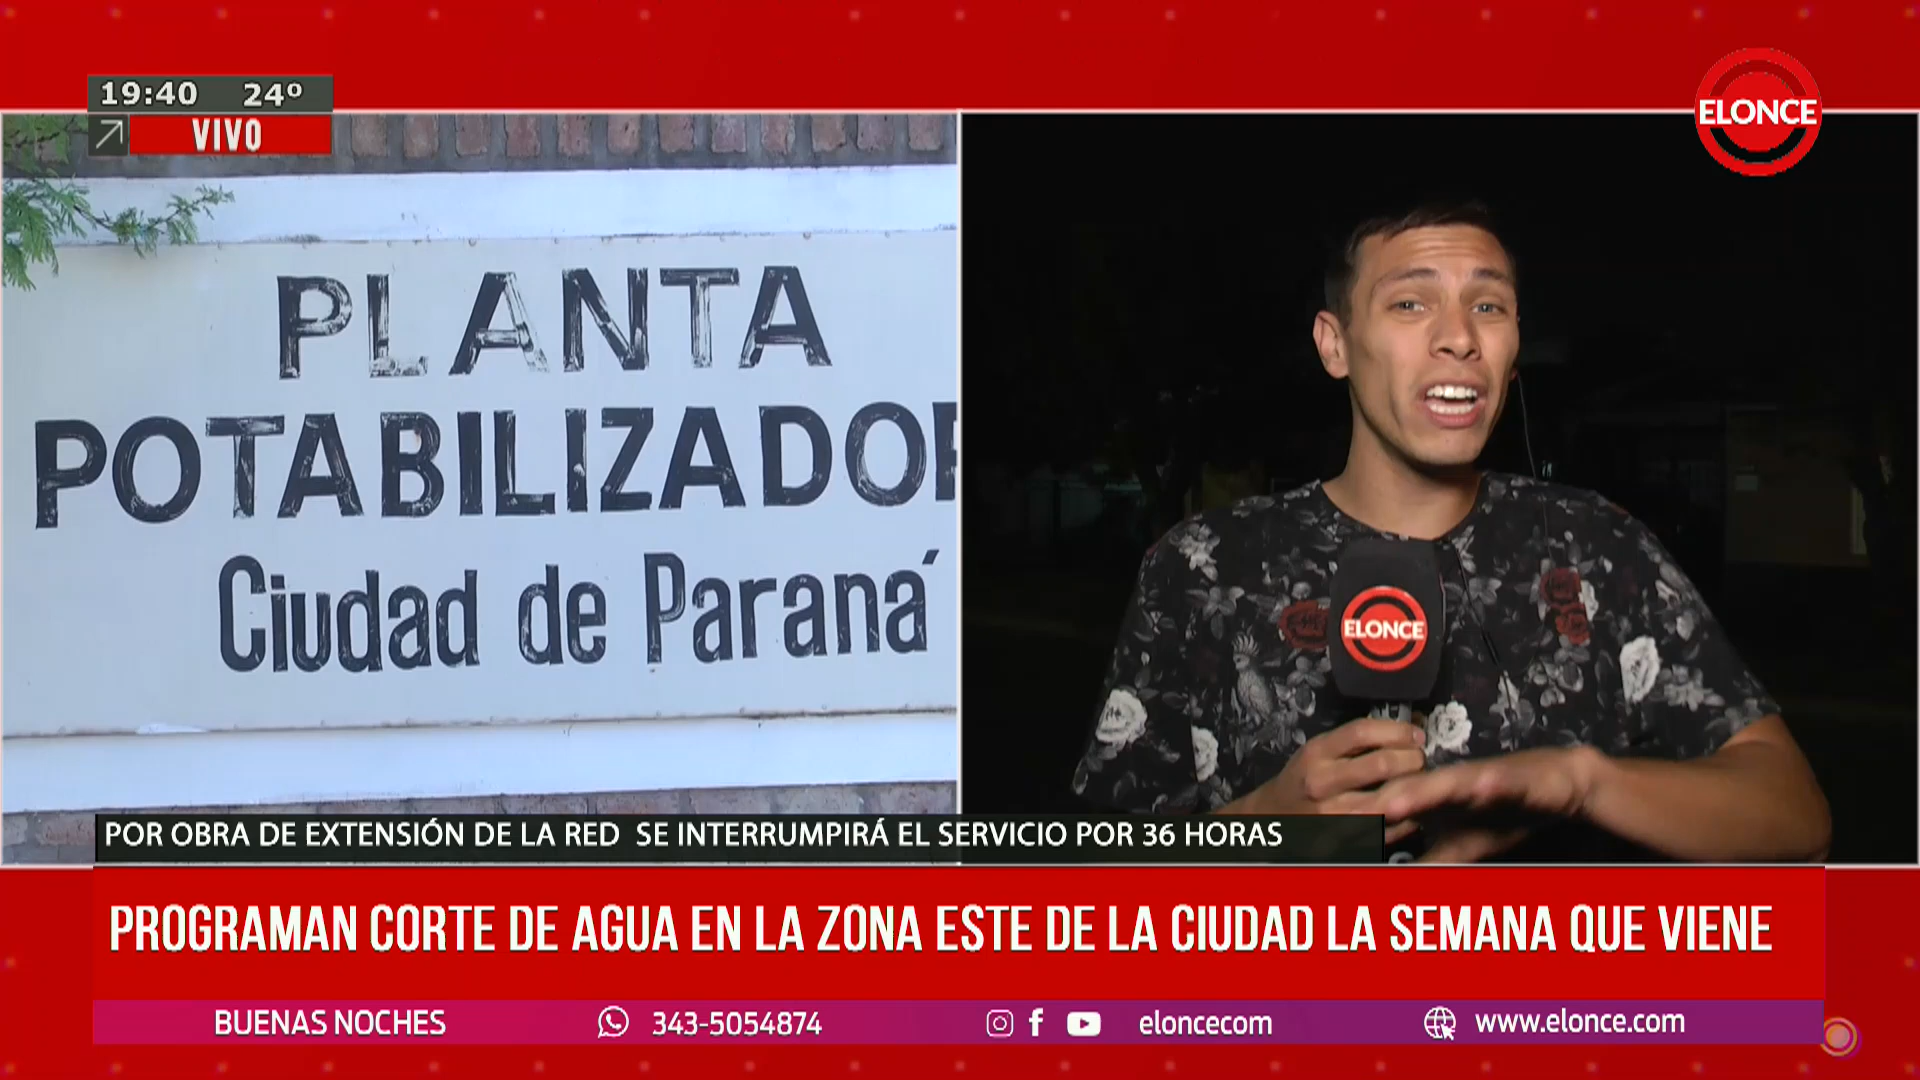 19:40 24º
VIVO
ELONCE
PLANTA
POTABILIZADOR
Ciudad de Paraná
ELONCE
POR OBRA DE EXTENSIÓN DE LA RED SE INTERRUMPIRÁ EL SERVICIO POR 36 HORAS
PROGRAMAN CORTE DE AGUA EN LA ZONA ESTE DE LA CIUDAD LA SEMANA QUE VIENE
BUENAS NOCHES 343-5054874 eloncecom www.elonce.com